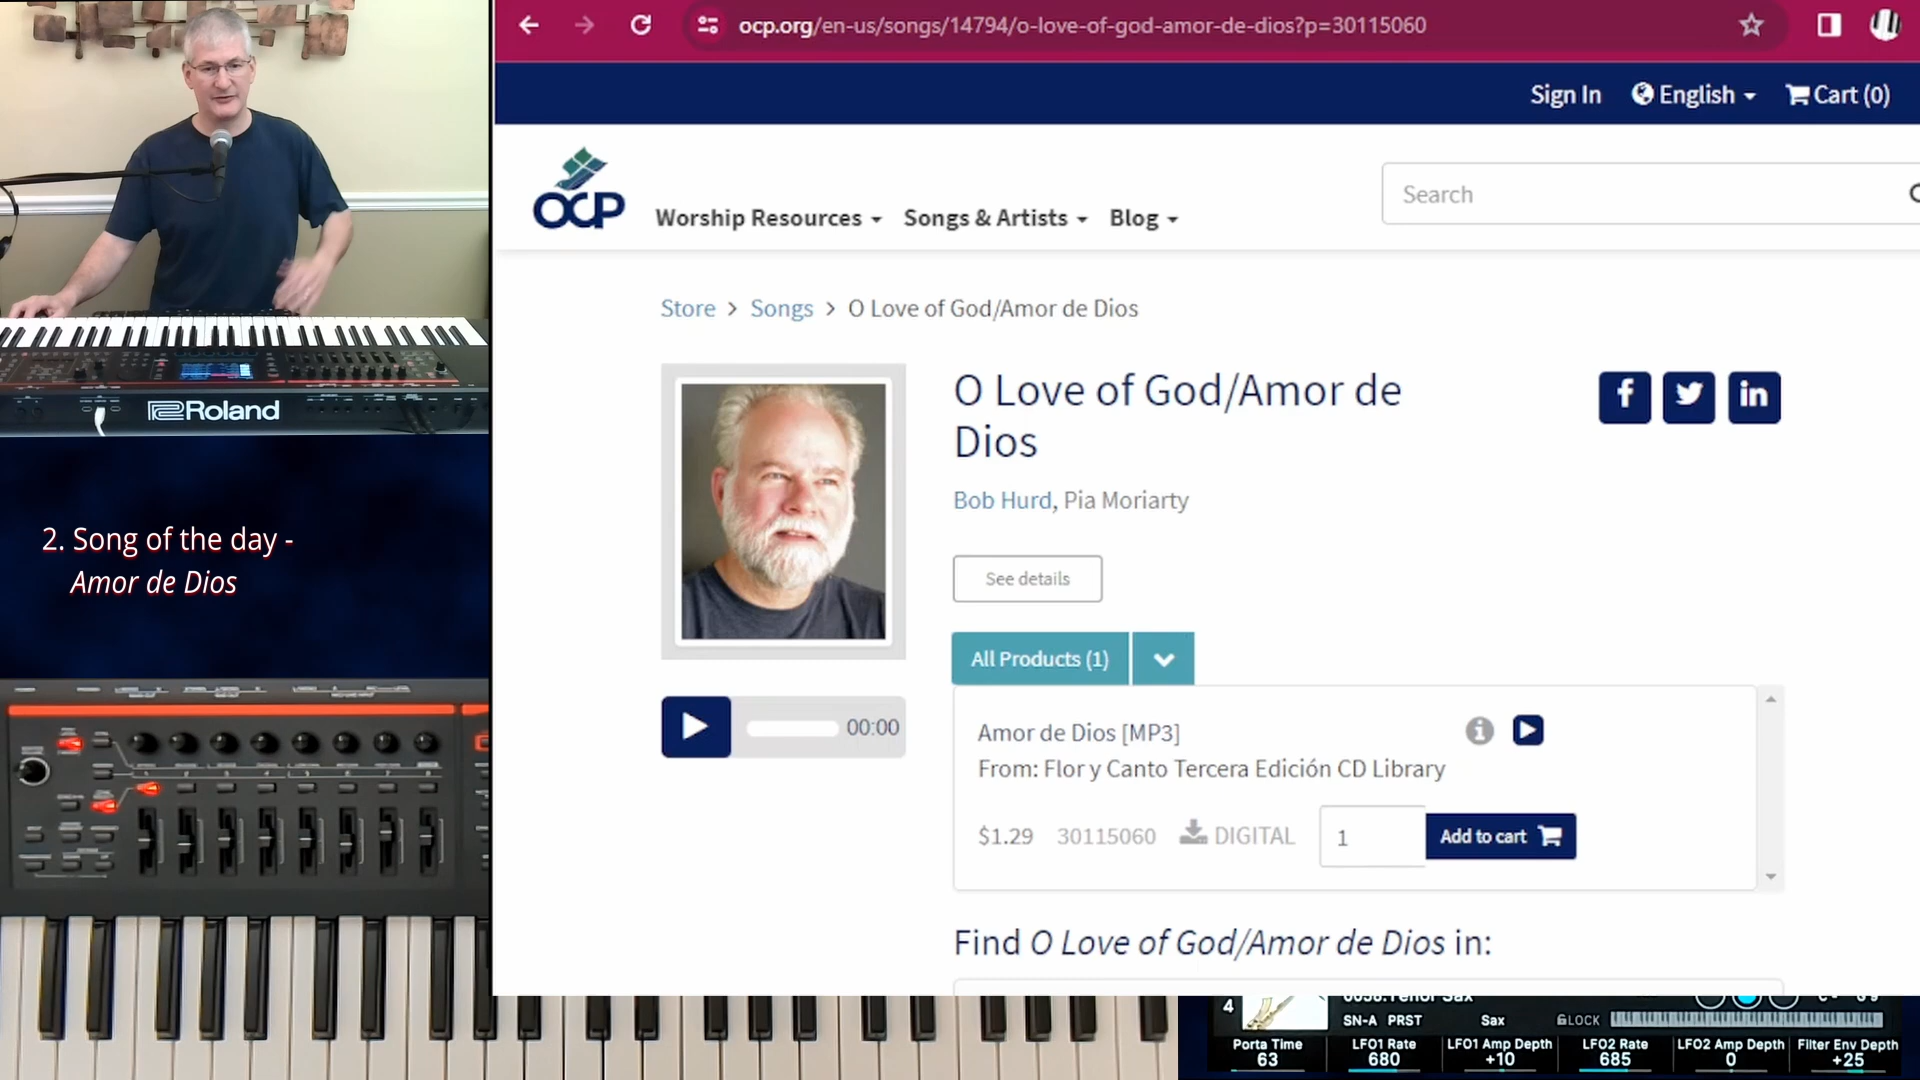 ocp.org/en-us/songs/14794/o-love-of-god-amor-de-dios?p=30115060
Sign In English Cart (0)
OCP
Worship Resources Songs & Artists Blog
Search
Store > Songs > O Love of God/Amor de Dios
O Love of God/Amor de
Dios
Bob Hurd, Pia Moriarty
See details
All Products (1)
00:00
Amor de Dios [MP3]
From: Flor y Canto Tercera Edición CD Library
$1.29 30115060 DIGITAL 1 Add to cart
Find O Love of God/Amor de Dios in:
Roland
2. Song of the day -
Amor de Dios
4
Tenor Sax
SN-A PRST Sax LOCK
Porta Time LFO1 Rate LFO1 Amp Depth LFO2 Rate LFO2 Amp Depth Filter Env Depth
63 680 +10 685 0 +25